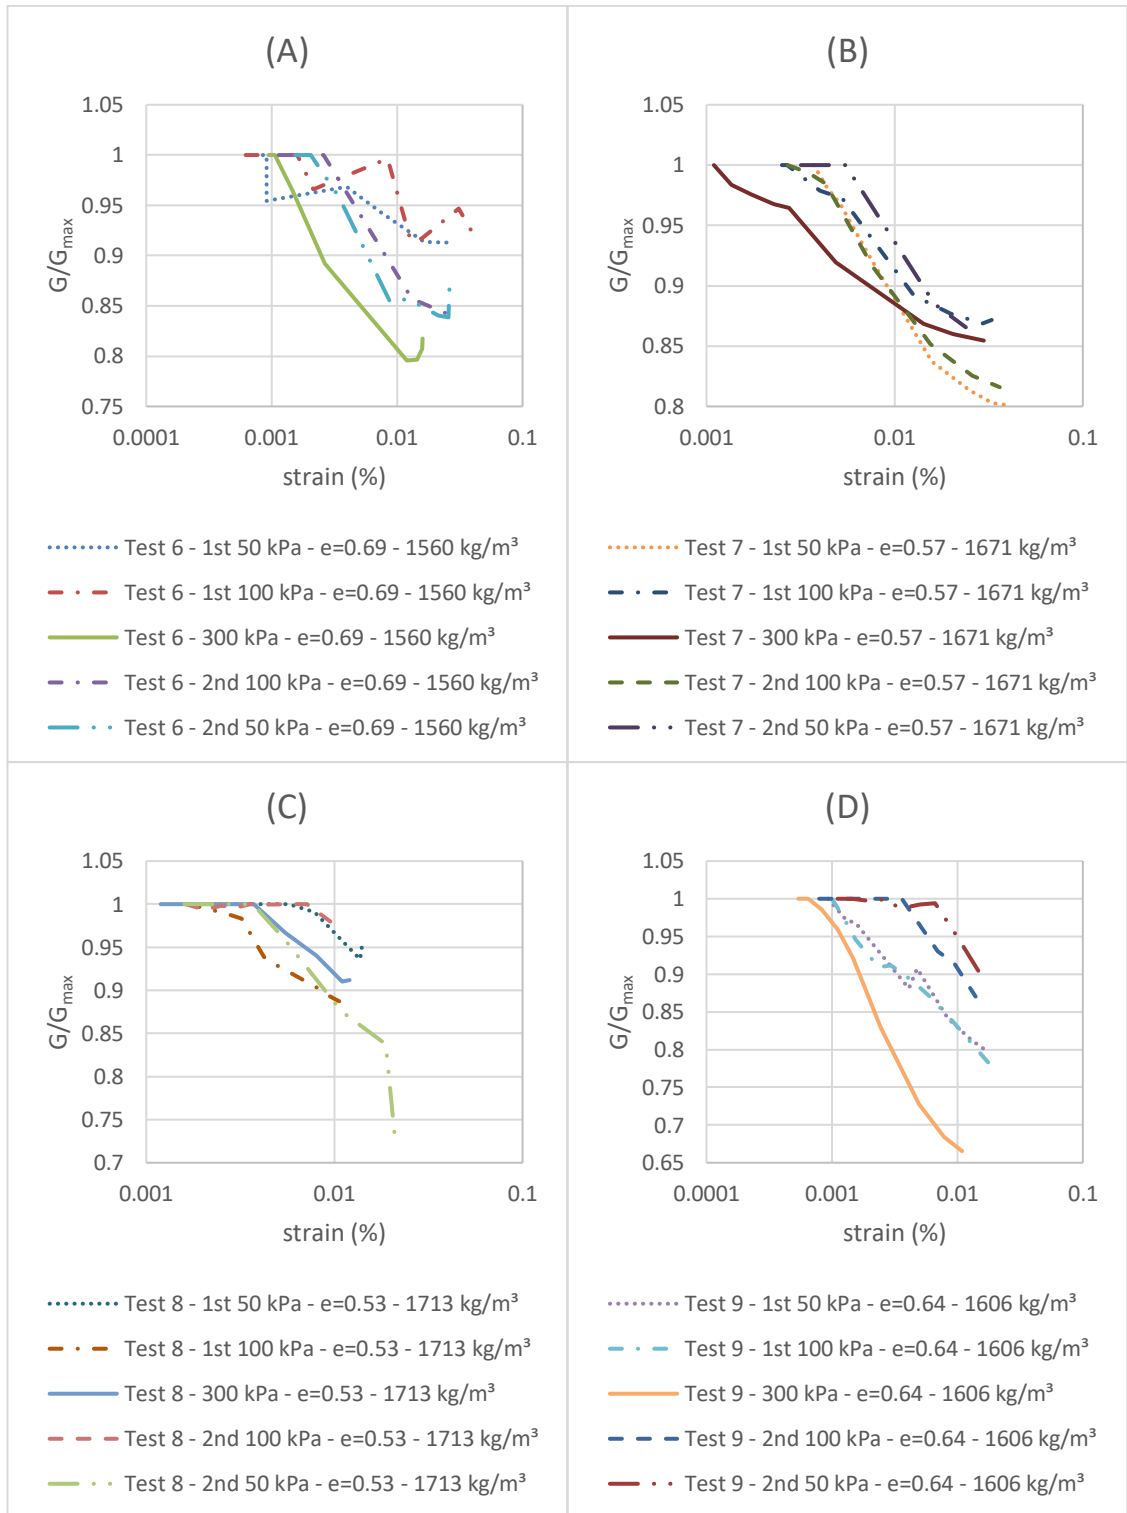 (A)
1.05
1
0.95
0.9
0.85
0.8
0.75
G/Gmax
0.0001 0.001 0.01 0.1
strain (%)
Test 6 - 1st 50 kPa - e=0.69 - 1560 kg/m³
Test 6 - 1st 100 kPa - e=0.69 - 1560 kg/m³
Test 6 - 300 kPa - e=0.69 - 1560 kg/m³
Test 6 - 2nd 100 kPa - e=0.69 - 1560 kg/m³
Test 6 - 2nd 50 kPa - e=0.69 - 1560 kg/m³
(B)
1.05
1
0.95
0.9
0.85
0.8
G/Gmax
0.001 0.01 0.1
strain (%)
Test 7 - 1st 50 kPa - e=0.57 - 1671 kg/m³
Test 7 - 1st 100 kPa - e=0.57 - 1671 kg/m³
Test 7 - 300 kPa - e=0.57 - 1671 kg/m³
Test 7 - 2nd 100 kPa - e=0.57 - 1671 kg/m³
Test 7 - 2nd 50 kPa - e=0.57 - 1671 kg/m³
(C)
1.05
1
0.95
0.9
0.85
0.8
0.75
0.7
G/Gmax
0.001 0.01 0.1
strain (%)
Test 8 - 1st 50 kPa - e=0.53 - 1713 kg/m³
Test 8 - 1st 100 kPa - e=0.53 - 1713 kg/m³
Test 8 - 300 kPa - e=0.53 - 1713 kg/m³
Test 8 - 2nd 100 kPa - e=0.53 - 1713 kg/m³
Test 8 - 2nd 50 kPa - e=0.53 - 1713 kg/m³
(D)
1.05
1
0.95
0.9
0.85
0.8
0.75
0.7
0.65
G/Gmax
0.0001 0.001 0.01 0.1
strain (%)
Test 9 - 1st 50 kPa - e=0.64 - 1606 kg/m³
Test 9 - 1st 100 kPa - e=0.64 - 1606 kg/m³
Test 9 - 300 kPa - e=0.64 - 1606 kg/m³
Test 9 - 2nd 100 kPa - e=0.64 - 1606 kg/m³
Test 9 - 2nd 50 kPa - e=0.64 - 1606 kg/m³